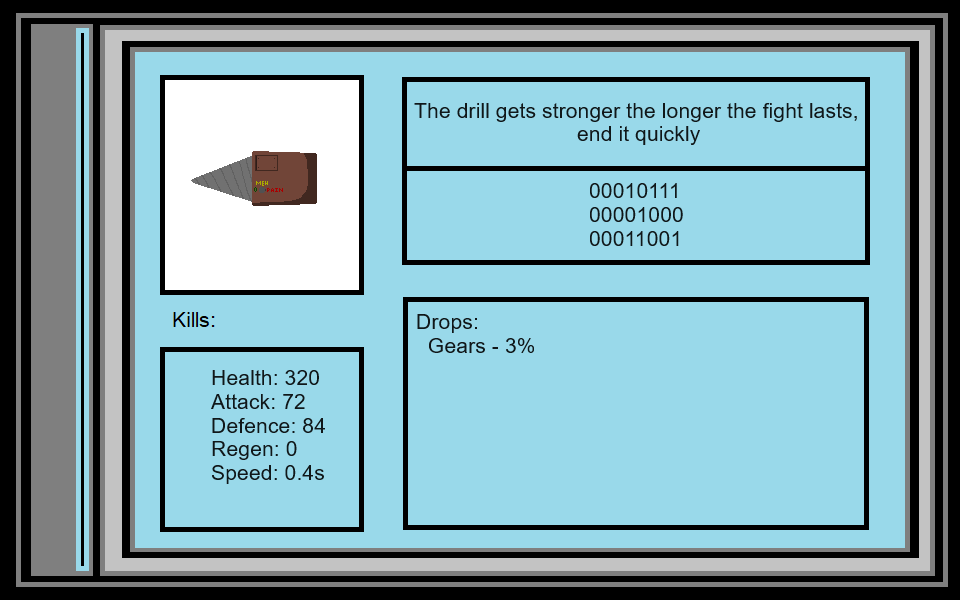 The drill gets stronger the longer the fight lasts,
end it quickly
00010111
00001000
00011001
Kills:
Drops:
Gears - 3%
Health: 320
Attack: 72
Defence: 84
Regen: 0
Speed: 0.4s